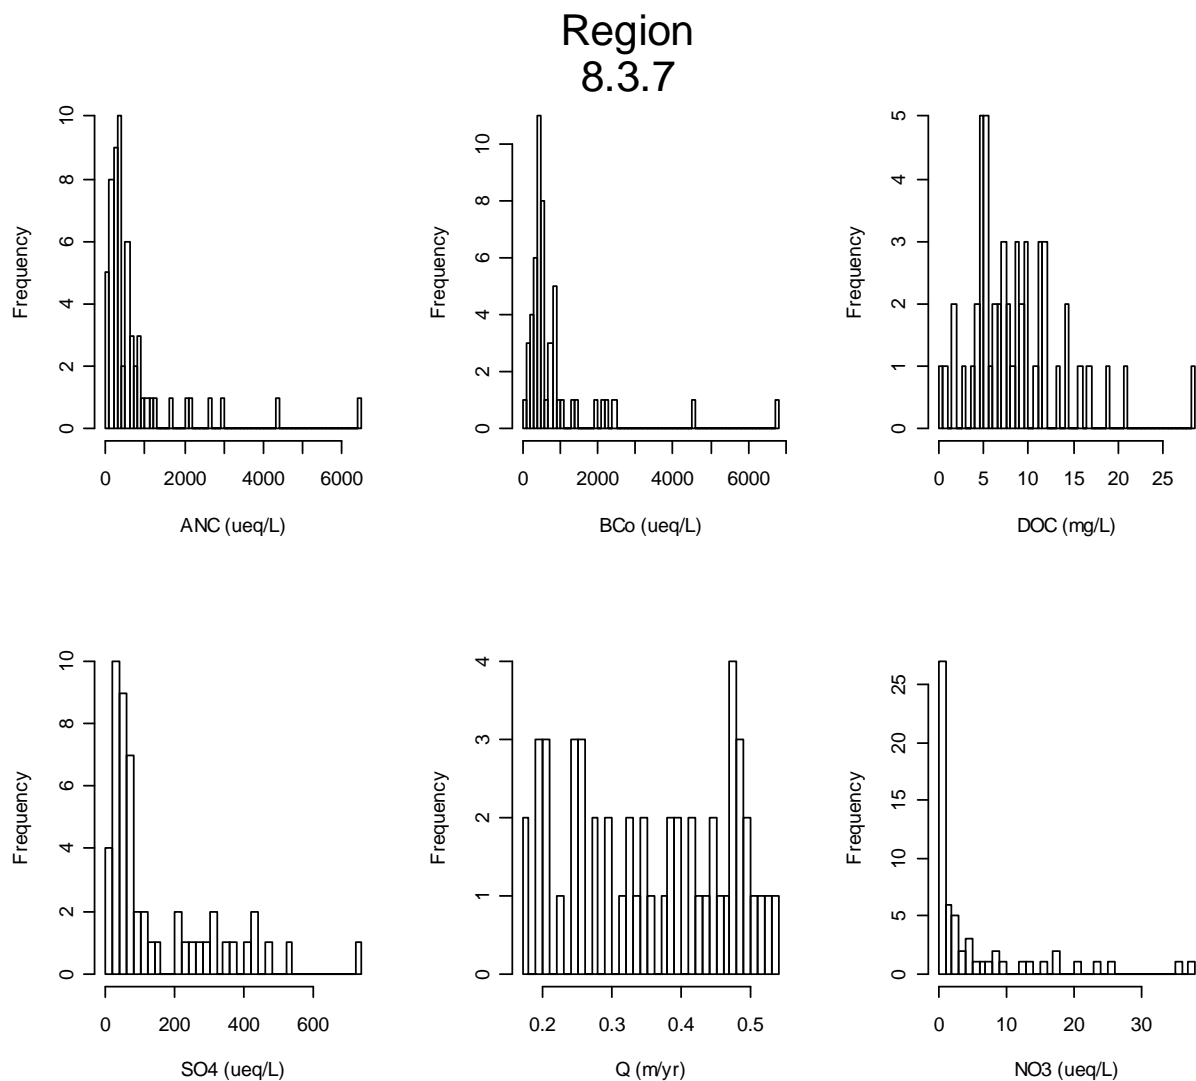 Region
8.3.7
Frequency
0 2 4 6 8 10
0 2000 4000 6000
ANC (ueq/L)
Frequency
0 2 4 6 8 10
0 2000 4000 6000
BCo (ueq/L)
Frequency
0 1 2 3 4 5
0 5 10 15 20 25
DOC (mg/L)
Frequency
0 2 4 6 8 10
0 200 400 600
SO4 (ueq/L)
Frequency
0 1 2 3 4
0.2 0.3 0.4 0.5
Q (m/yr)
Frequency
0 5 10 15 20 25
0 10 20 30
NO3 (ueq/L)